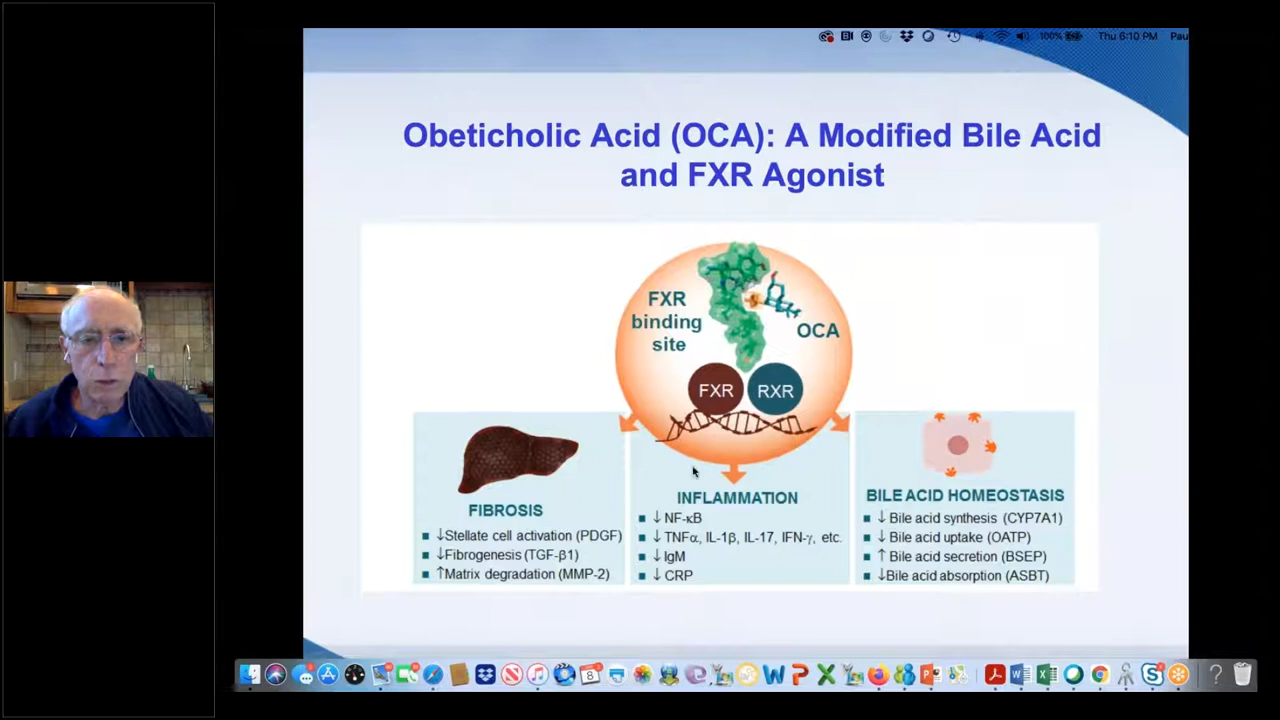 100%
Thu 6:10 PM Pau
Obeticholic Acid (OCA): A Modified Bile Acid
and FXR Agonist
FXR
binding
site
OCA
FXR
RXR
FIBROSIS
↓Stellate cell activation (PDGF)
↓Fibrogenesis (TGF-β1)
↑Matrix degradation (MMP-2)
INFLAMMATION
↓ NF-κB
↓ TNFα, IL-1β, IL-17, IFN-γ, etc.
↓ IgM
↓ CRP
BILE ACID HOMEOSTASIS
↓ Bile acid synthesis (CYP7A1)
↓ Bile acid uptake (OATP)
↑ Bile acid secretion (BSEP)
↓Bile acid absorption (ASBT)
8